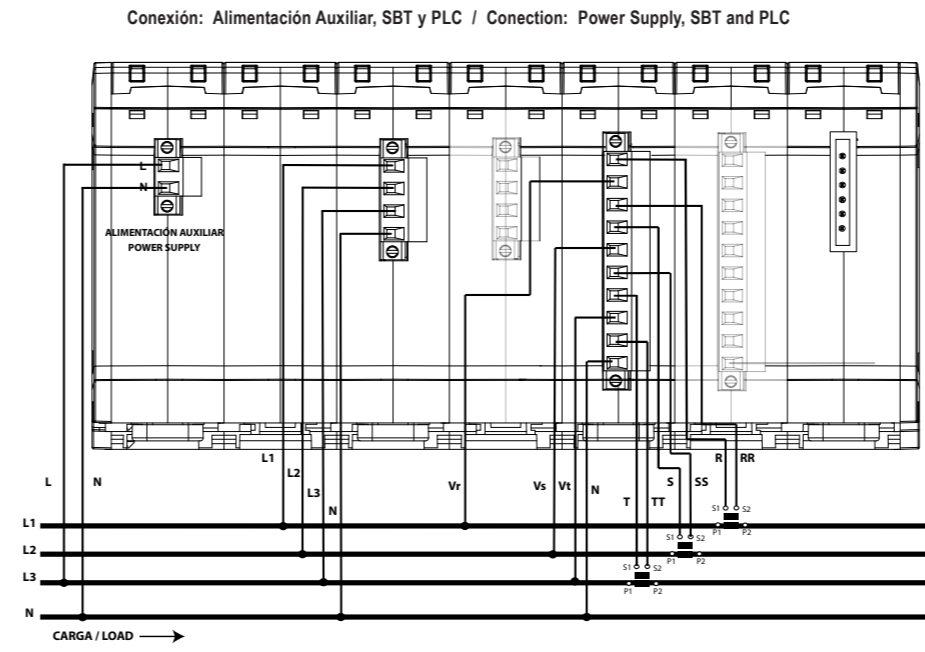 Conexión: Alimentación Auxiliar, SBT y PLC / Conection: Power Supply, SBT and PLC
L
N
ALIMENTACIÓN AUXILIAR
POWER SUPPLY
L1
R RR
L N L2 Vr Vs Vt N S SS
L3
N T TT
S1 S2
L1
P1 P2
S1 S2
L2
P1 P2
S1 S2
L3
P1 P2
N
CARGA / LOAD